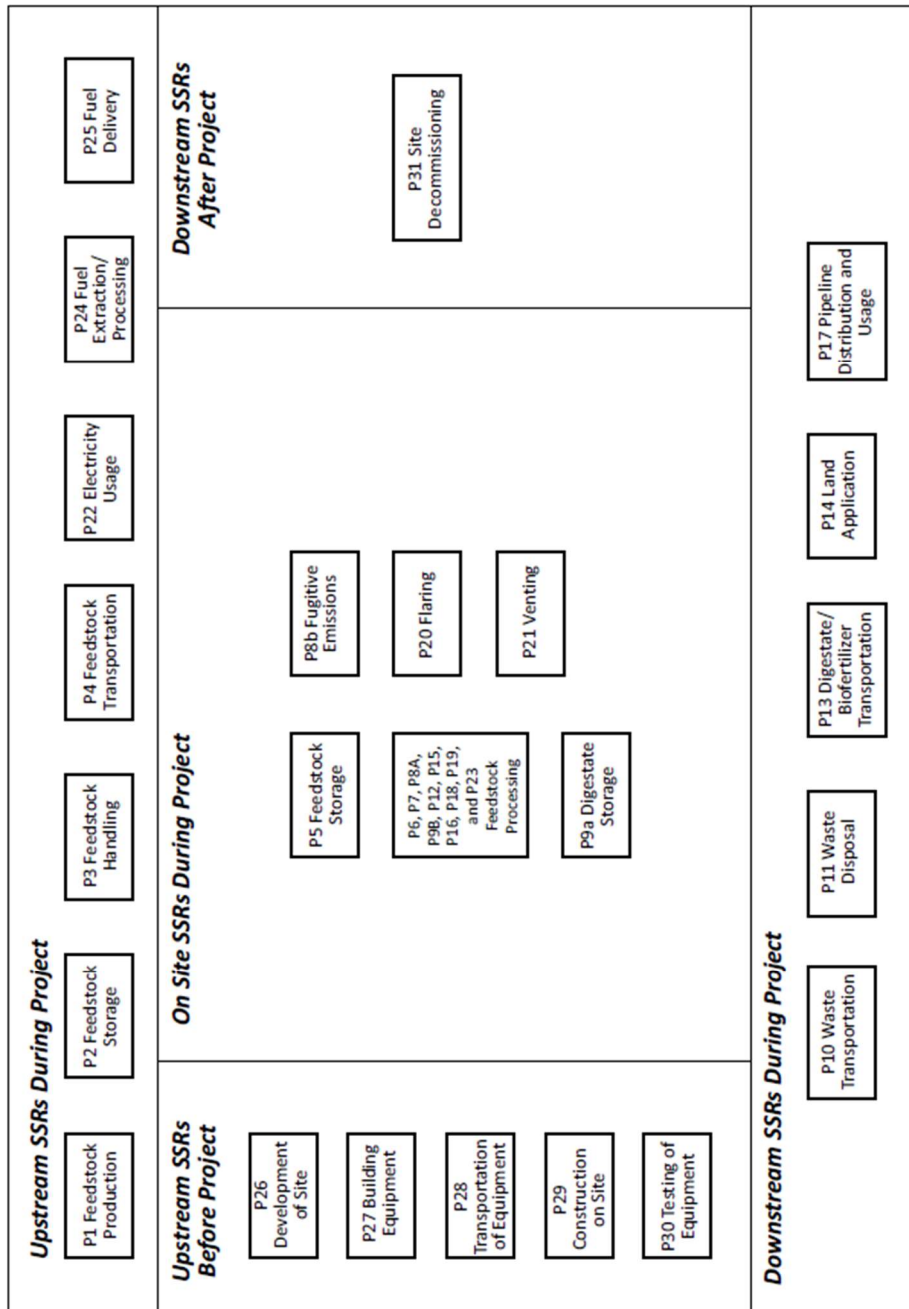 Upstream SSRs During Project
P1 Feedstock
Production
P2 Feedstock
Storage
P3 Feedstock
Handling
P4 Feedstock
Transportation
P22 Electricity
Usage
P24 Fuel
Extraction/
Processing
P25 Fuel
Delivery
Upstream SSRs
Before Project
P26
Development
of Site
P27 Building
Equipment
P28
Transportation
of Equipment
P29
Construction
on Site
P30 Testing of
Equipment
On Site SSRs During Project
P5 Feedstock
Storage
P6, P7, P8A,
P9B, P12, P15,
P16, P18, P19,
and P23
Feedstock
Processing
P9a Digestate
Storage
P8b Fugitive
Emissions
P20 Flaring
P21 Venting
Downstream SSRs
After Project
P31 Site
Decommissioning
Downstream SSRs During Project
P10 Waste
Transportation
P11 Waste
Disposal
P13 Digestate/
Biofertilizer
Transportation
P14 Land
Application
P17 Pipeline
Distribution and
Usage